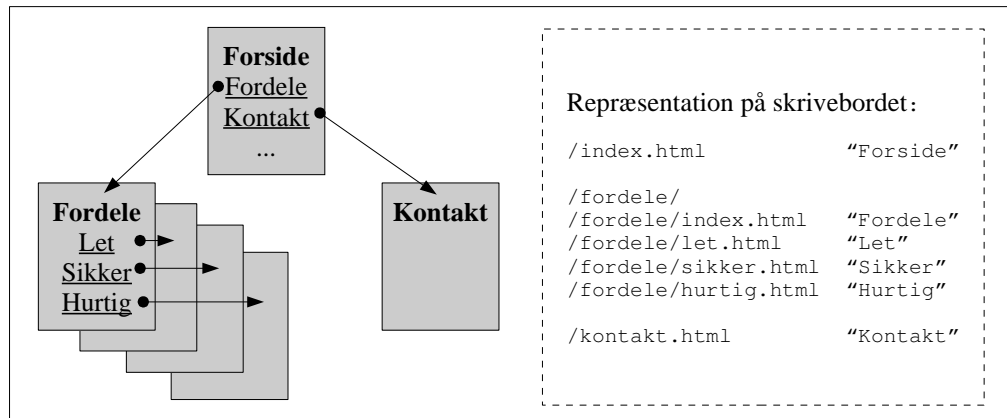 Forside
Fordele
Kontakt
...
Fordele
Let
Sikker
Hurtig
Kontakt
Repræsentation på skrivebordet:
/index.html “Forside”
/fordele/
/fordele/index.html “Fordele”
/fordele/let.html “Let”
/fordele/sikker.html “Sikker”
/fordele/hurtig.html “Hurtig”
/kontakt.html “Kontakt”